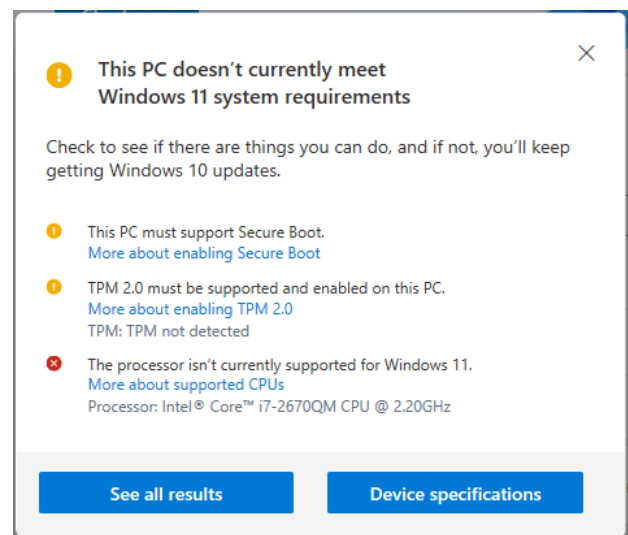 This PC doesn't currently meet
Windows 11 system requirements
Check to see if there are things you can do, and if not, you'll keep
getting Windows 10 updates.
This PC must support Secure Boot.
More about enabling Secure Boot
TPM 2.0 must be supported and enabled on this PC.
More about enabling TPM 2.0
TPM: TPM not detected
The processor isn't currently supported for Windows 11.
More about supported CPUs
Processor: Intel® Core™ i7-2670QM CPU @ 2.20GHz
See all results
Device specifications